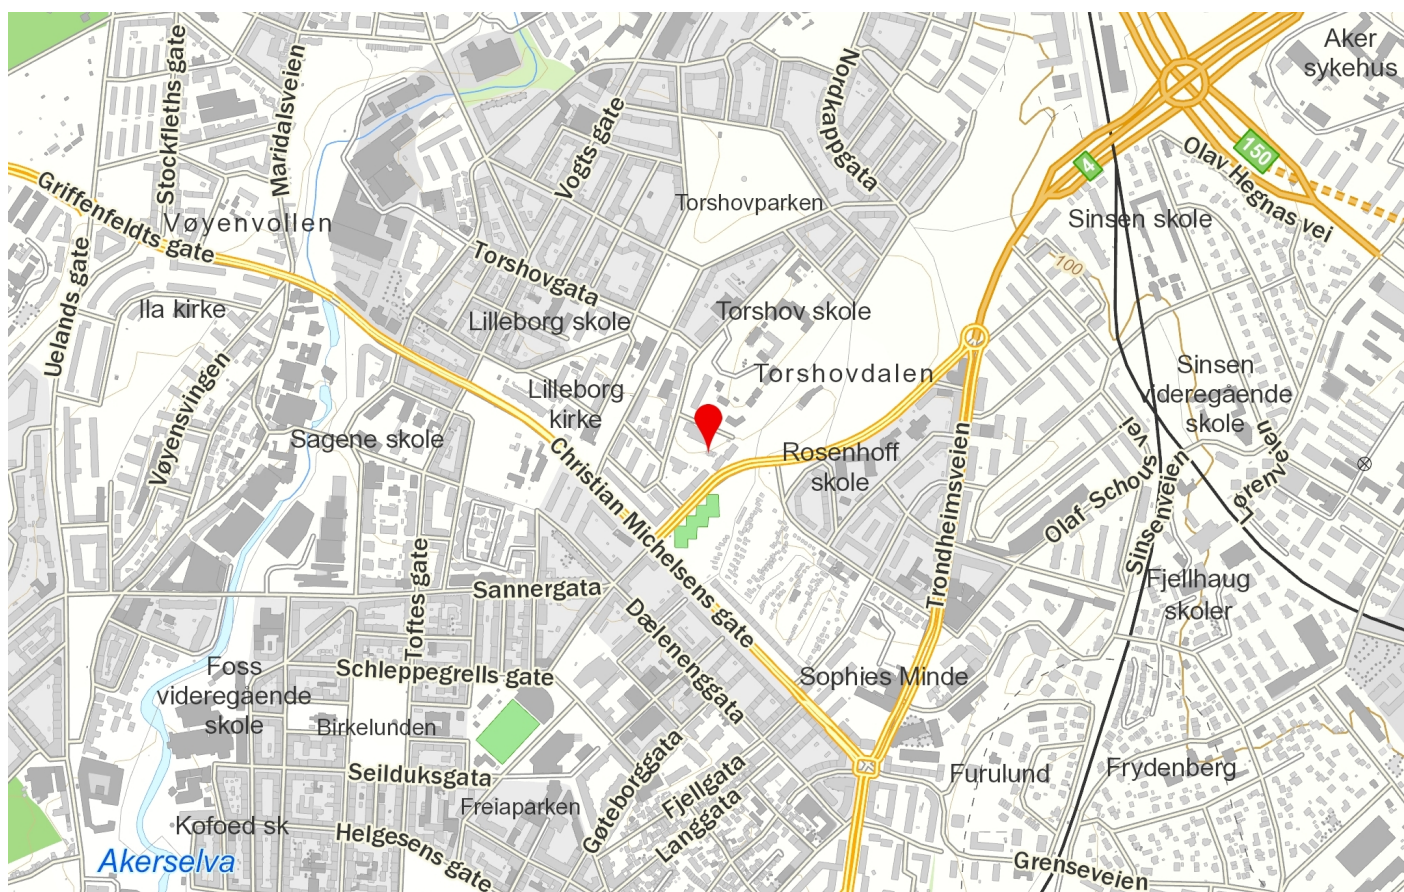 Aker
sykehus
Stockfleths gate
Maridalsveien
Vogts gate
Nordkappgata
150
4
Olav Hegnas vei
Griffenfeldts gate
Vøyenvollen
Torshovparken
Sinsen skole
Uelands gate
Torshovgata
100
Ila kirke
Lilleborg skole
Torshov skole
Torshovdalen
Vøyensvingen
Lilleborg
kirke
Sinsen
videregående
skole
Sagene skole
Christian Michelsens gate
Rosenhoff
skole
Trondheimsveien
Olaf Schous vei
Sinsenveien
Lørenveien
Toftes gate
Sannergata
Dælenenggata
Fjellhaug
skoler
Foss
videregående
skole
Schleppegrells gate
Sophies Minde
Birkelunden
Seilduksgata
Freiaparken
Gøteborggata
Fjellgata
Langgata
Furulund
Frydenberg
Kofoed sk
Helgesens gate
Akerselva
Grenseveien